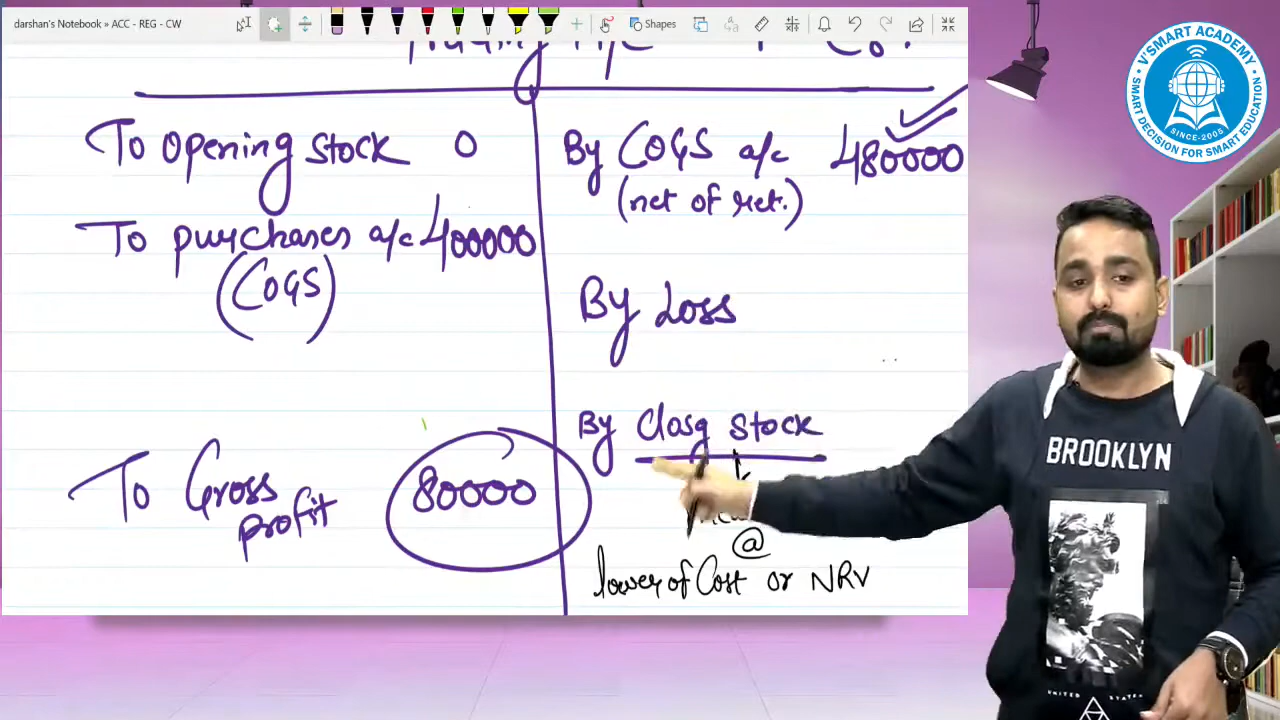 darshan's Notebook » ACC - REG - CW
Shapes
To Opening Stock 0
To purchases a/c 400000
(COGS)
To Gross profit 80000
By COGS a/c 480000
(net of ret.)
By Loss
By Closg Stock
@
lower of Cost or NRV
V'SMART ACADEMY
SINCE-2005
SMART DECISION FOR SMART EDUCATION
BROOKLYN
UNITED STATES